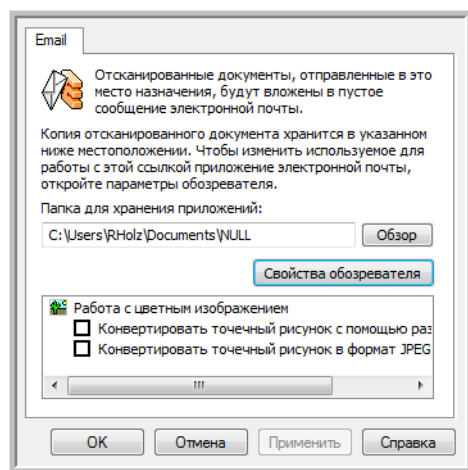 Email
Отсканированные документы, отправленные в это
место назначения, будут вложены в пустое
сообщение электронной почты.
Копия отсканированного документа хранится в указанном
ниже местоположении. Чтобы изменить используемое для
работы с этой ссылкой приложение электронной почты,
откройте параметры обозревателя.
Папка для хранения приложений:
C:\Users\RHolz\Documents\NULL
Обзор
Свойства обозревателя
Работа с цветным изображением
Конвертировать точечный рисунок с помощью раз
Конвертировать точечный рисунок в формат JPEG
OK Отмена Применить Справка